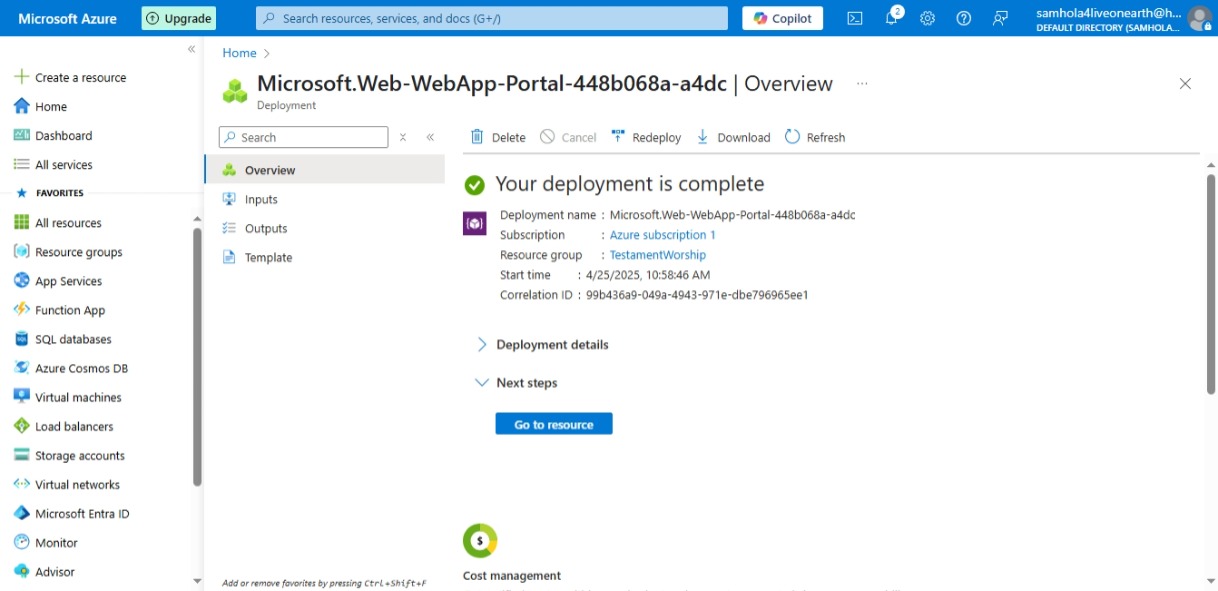 Microsoft Azure
Upgrade
Search resources, services, and docs (G+/)
Copilot
2
samhola4liveonearth@h...
DEFAULT DIRECTORY (SAMHOLA...
Create a resource
Home
Dashboard
All services
FAVORITES
All resources
Resource groups
App Services
Function App
SQL databases
Azure Cosmos DB
Virtual machines
Load balancers
Storage accounts
Virtual networks
Microsoft Entra ID
Monitor
Advisor
Home
Microsoft.Web-WebApp-Portal-448b068a-a4dc | Overview
Deployment
Search
Overview
Inputs
Outputs
Template
Add or remove favorites by pressing Ctrl+Shift+F
Delete
Cancel
Redeploy
Download
Refresh
Your deployment is complete
Deployment name : Microsoft.Web-WebApp-Portal-448b068a-a4dc
Subscription : Azure subscription 1
Resource group : TestamentWorship
Start time : 4/25/2025, 10:58:46 AM
Correlation ID : 99b436a9-049a-4943-971e-dbe796965ee1
Deployment details
Next steps
Go to resource
$
Cost management